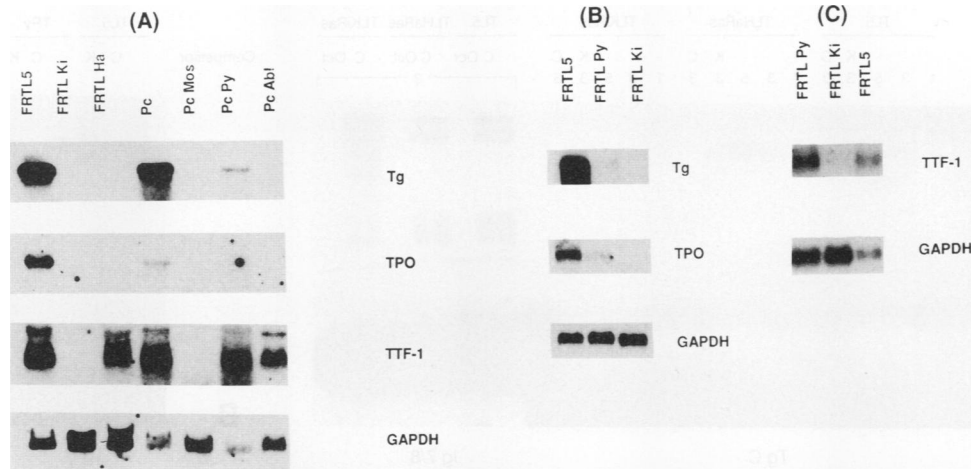 (A)
FRTL5
FRTL Ki
FRTL Ha
Pc
Pc Mos
Pc Py
Pc Abl
Tg
TPO
TTF-1
GAPDH
(B)
FRTL5
FRTL Py
FRTL Ki
Tg
TPO
GAPDH
(C)
FRTL Py
FRTL Ki
FRTL5
TTF-1
GAPDH